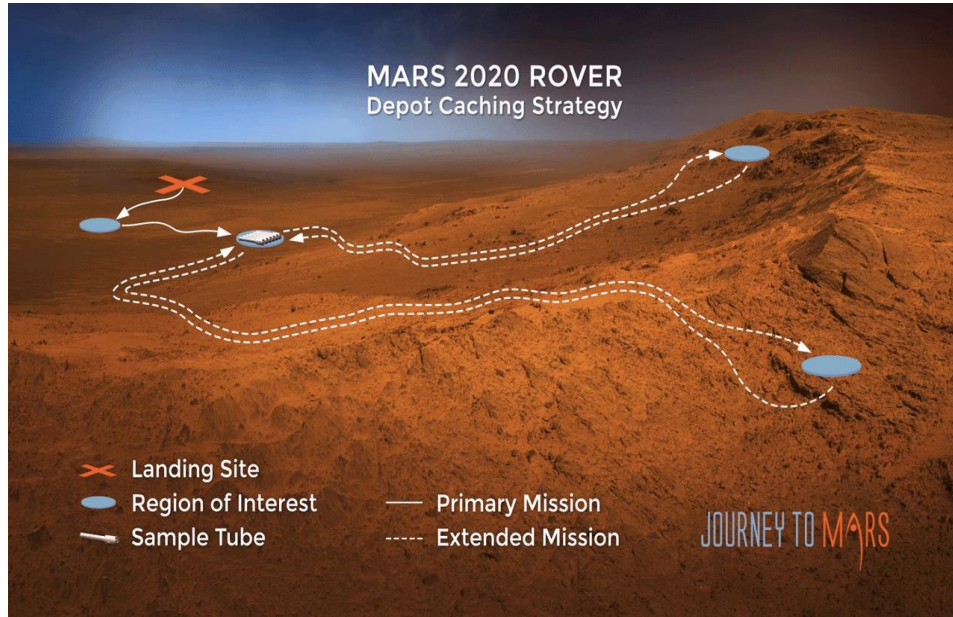 MARS 2020 ROVER
Depot Caching Strategy
Landing Site
Region of Interest
Sample Tube
Primary Mission
Extended Mission
JOURNEY TO MARS